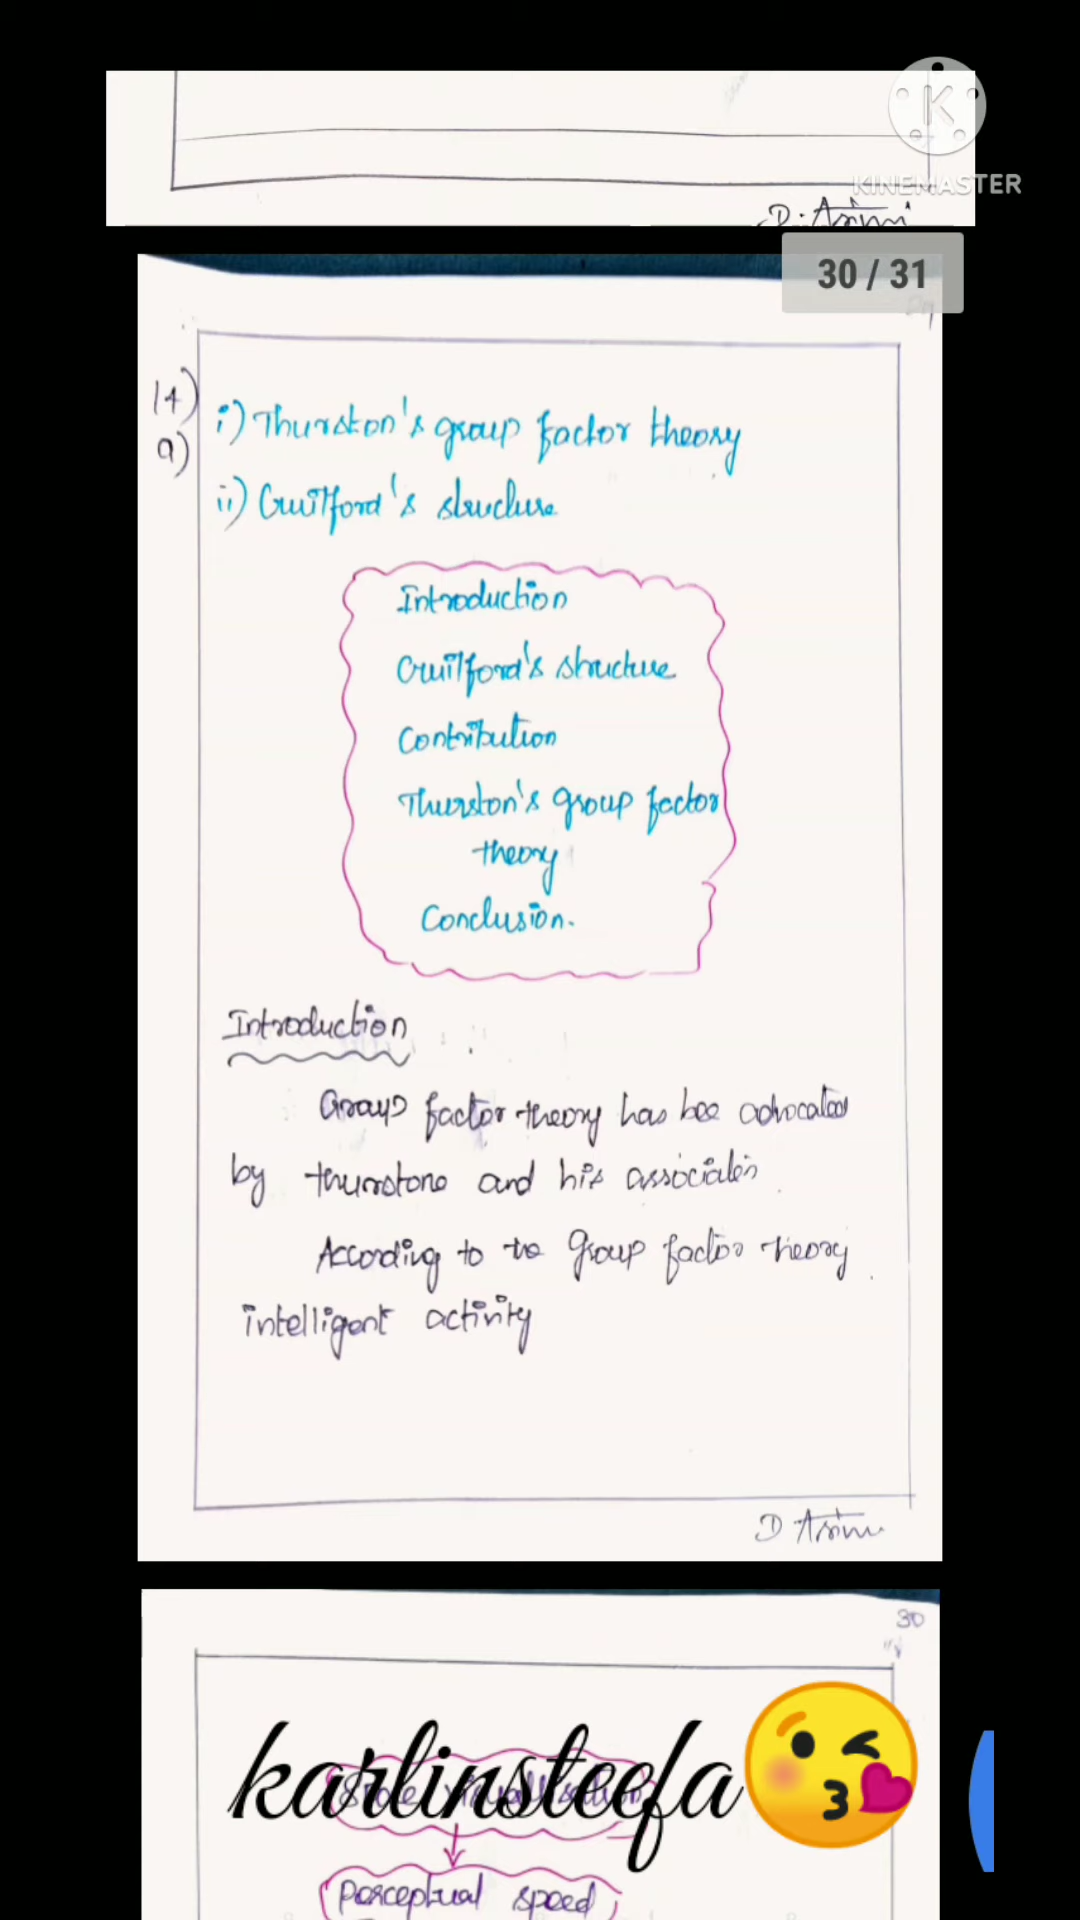 KINEMASTER
D. Asimi
30 / 31
14)
a)
i) Thurston's group factor theory
ii) Guilford's structure
Introduction
Guilford's structure
Contribution
Thurston's group factor
theory
Conclusion.
Introduction
Group factor theory has bee advocated
by thurstone and his associates
According to the group factor theory
intelligent activity
30
karlinsteefa
perceptual speed